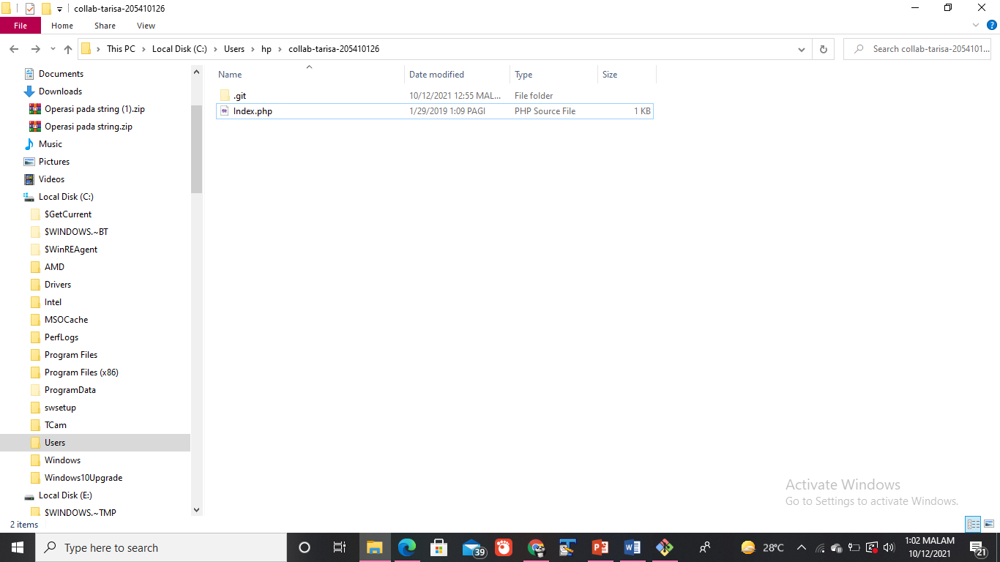 collab-tarisa-205410126
File Home Share View
This PC Local Disk (C:) Users hp collab-tarisa-205410126
Search collab-tarisa-2054101...
Documents
Downloads
Operasi pada string (1).zip
Operasi pada string.zip
Music
Pictures
Videos
Local Disk (C:)
$GetCurrent
$WINDOWS.~BT
$WinREAgent
AMD
Drivers
Intel
MSOCache
PerfLogs
Program Files
Program Files (x86)
ProgramData
swsetup
TCam
Users
Windows
Windows10Upgrade
Local Disk (E:)
$WINDOWS.~TMP
Name Date modified Type Size
.git 10/12/2021 12:55 MAL... File folder
Index.php 1/29/2019 1:09 PAGI PHP Source File 1 KB
Activate Windows
Go to Settings to activate Windows.
2 items
Type here to search
39
28°C
1:02 MALAM
10/12/2021
21